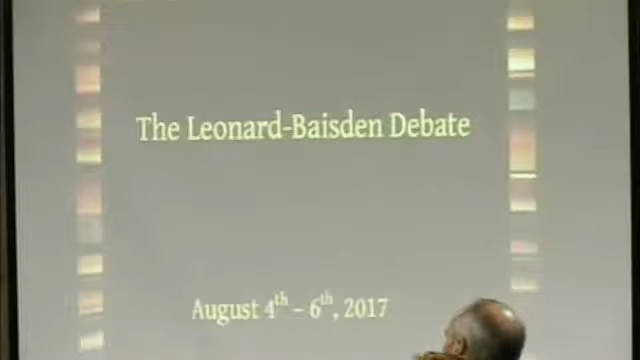 The Leonard-Baisden Debate
August 4th – 6th, 2017